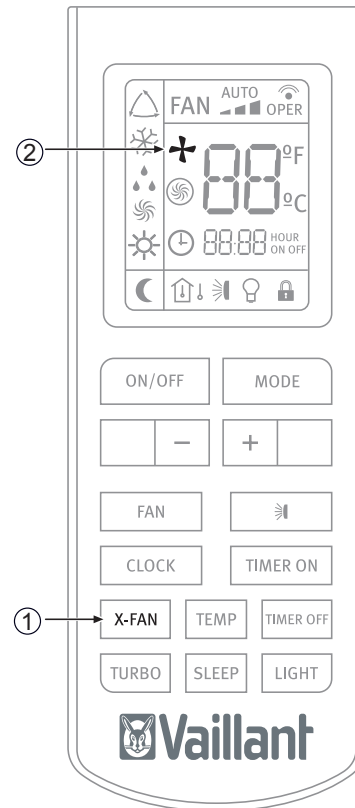 FAN AUTO OPER
2
88 ºF
ºC
88:88 HOUR
ON OFF
ON/OFF MODE
− +
FAN
CLOCK TIMER ON
1 X-FAN TEMP TIMER OFF
TURBO SLEEP LIGHT
Vaillant